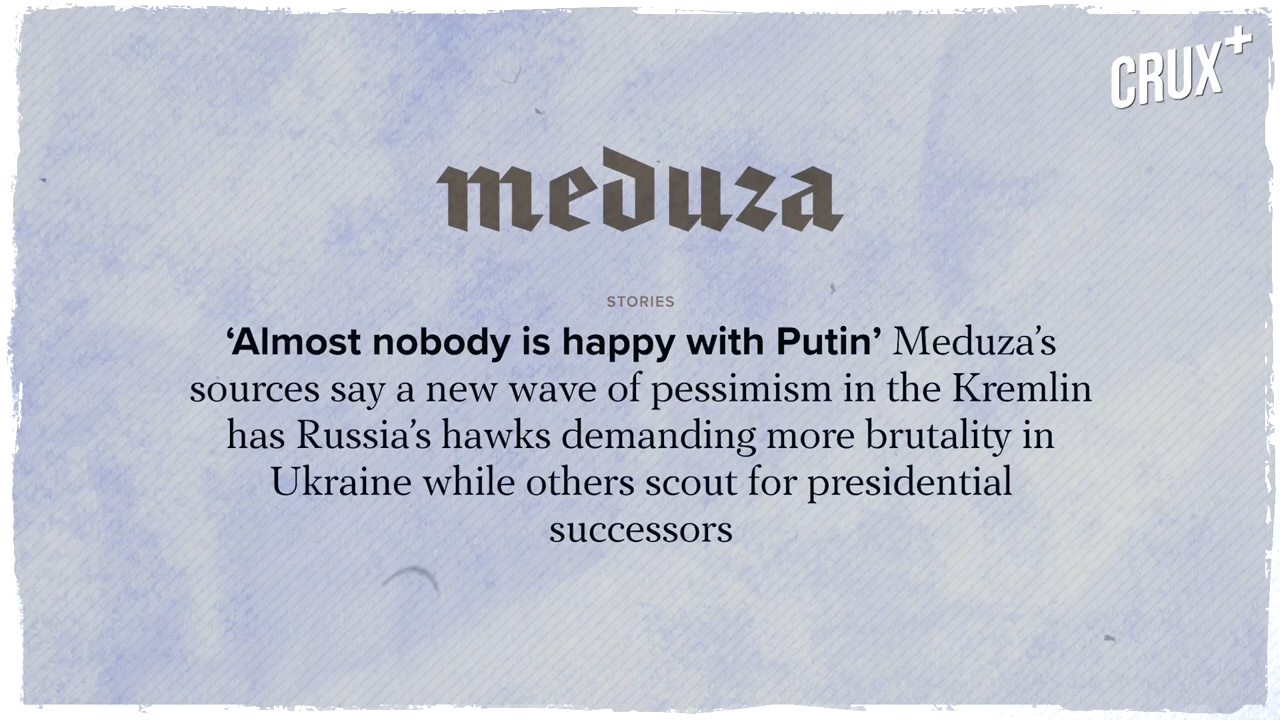 CRUX+
meduza
STORIES
‘Almost nobody is happy with Putin’ Meduza’s
sources say a new wave of pessimism in the Kremlin
has Russia’s hawks demanding more brutality in
Ukraine while others scout for presidential
successors